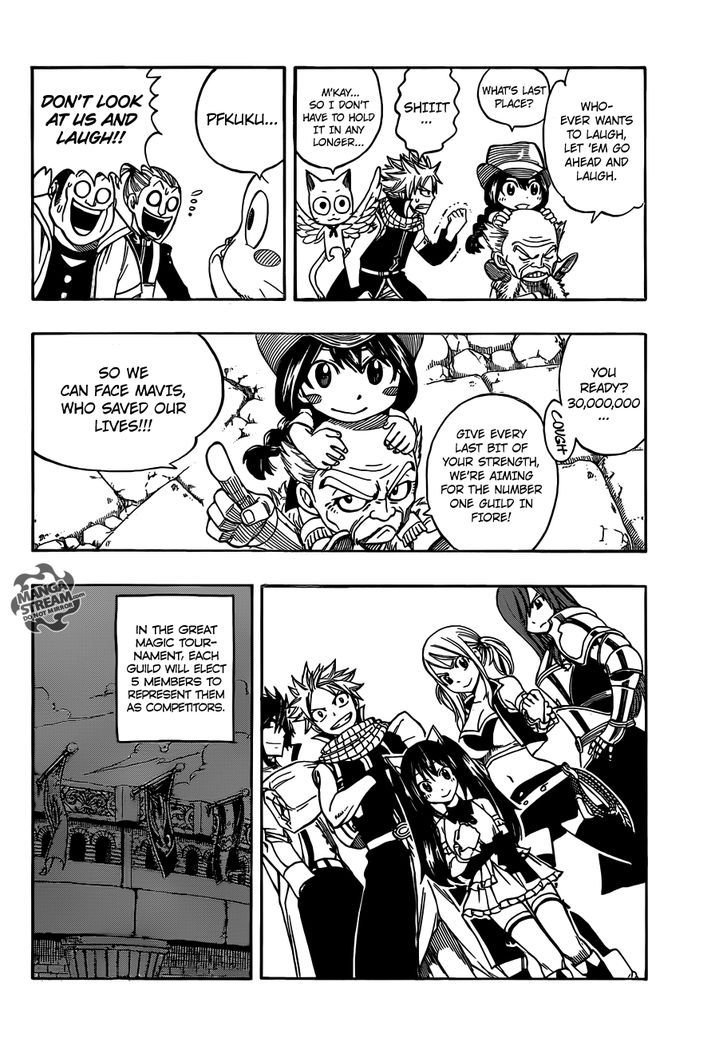 WHO-
EVER WANTS
TO LAUGH,
LET 'EM GO
AHEAD AND
LAUGH.
WHAT'S LAST
PLACE?
SHIIIT
...
M'KAY...
SO I DON'T
HAVE TO HOLD
IT IN ANY
LONGER...
PFKUKU...
DON'T LOOK
AT US AND
LAUGH!!
YOU
READY?
30,000,000
...
COUGH
GIVE EVERY
LAST BIT OF
YOUR STRENGTH,
WE'RE AIMING
FOR THE NUMBER
ONE GUILD IN
FIORE!
SO WE
CAN FACE MAVIS,
WHO SAVED OUR
LIVES!!!
MANGA
STREAM.com
DO NOT MIRROR
IN THE GREAT
MAGIC TOUR-
NAMENT, EACH
GUILD WILL ELECT
5 MEMBERS TO
REPRESENT THEM
AS COMPETITORS.